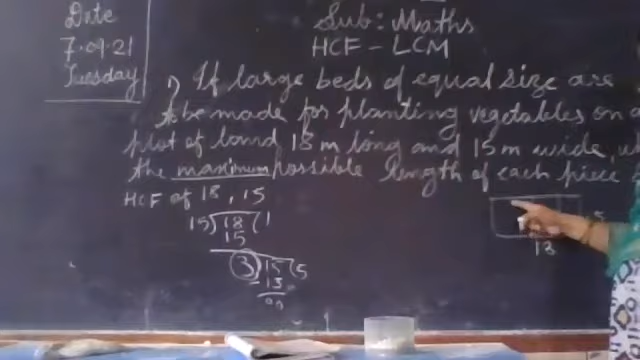 Date
7.09.21
Tuesday
Sub: Maths
HCF - LCM
1) If large beds of equal size are
to be made for planting vegetables on a
plot of land 18 m long and 15 m wide,
the maximum possible length of each piece
HCF of 18, 15
15) 18 (1
15
3) 15 (5
15
00
18